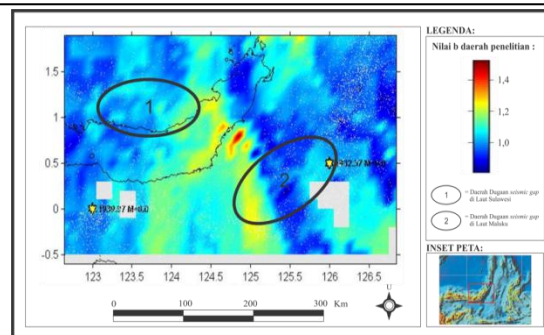 LEGENDA:
Nilai b daerah penelitian :
1,4
1,2
1,0
1
= Daerah Dugaan seismic gap
di Laut Sulawesi
2
= Daerah Dugaan seismic gap
di Laut Maluku
INSET PETA:
1.5
1
0.5
0
-0.5
1
2
123
123.5
124
124.5
125
125.5
126
126.5
0
100
200
300 Km
U